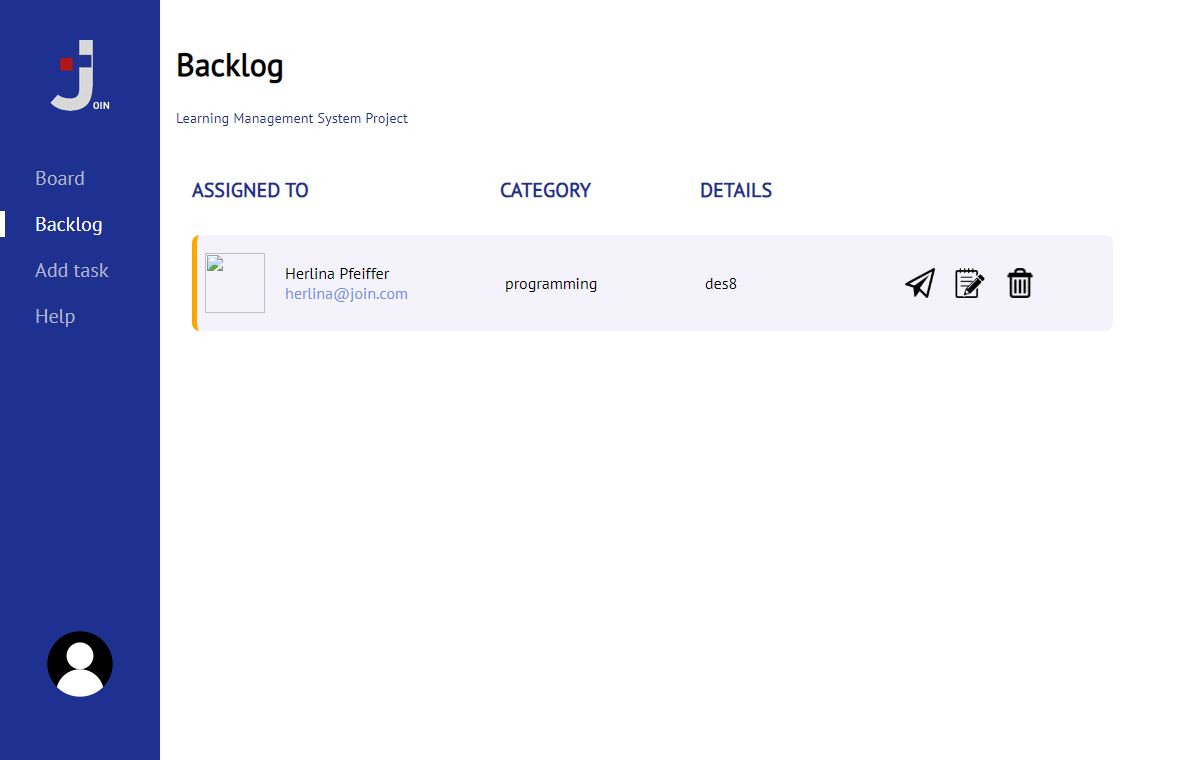 JOIN
Board
Backlog
Add task
Help
Backlog
Learning Management System Project
ASSIGNED TO CATEGORY DETAILS
Herlina Pfeiffer
herlina@join.com
programming
des8